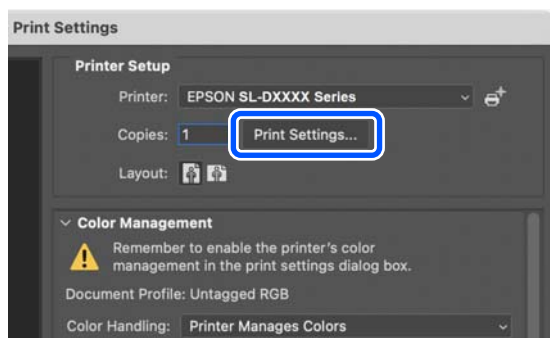 Print Settings
Printer Setup
Printer: EPSON SL-DXXXX Series
Copies: 1 Print Settings...
Layout:
Color Management
Remember to enable the printer's color
management in the print settings dialog box.
Document Profile: Untagged RGB
Color Handling: Printer Manages Colors